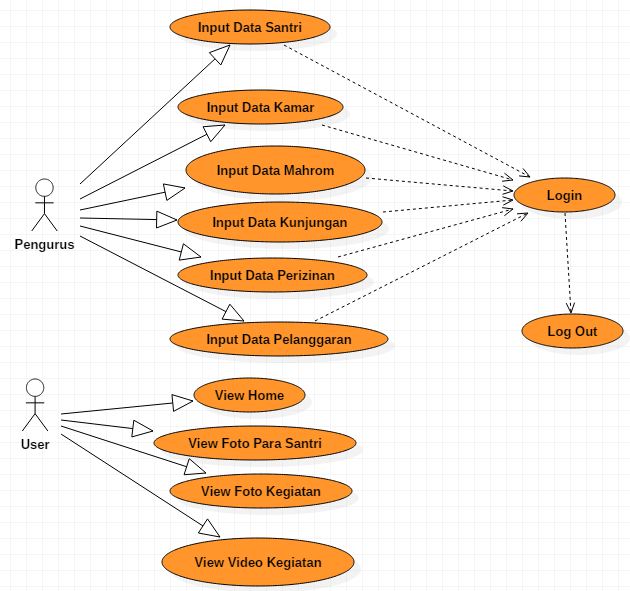 Input Data Santri
Input Data Kamar
Input Data Mahrom
Login
Input Data Kunjungan
Pengurus
Input Data Perizinan
Log Out
Input Data Pelanggaran
View Home
User
View Foto Para Santri
View Foto Kegiatan
View Video Kegiatan